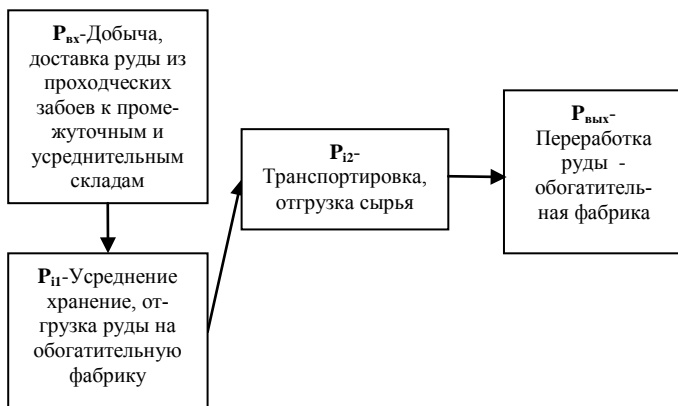 Pвх-Добыча,
доставка руды из
проходческих
забоев к проме-
жуточным и
усреднительным
складам
Pi1-Усреднение
хранение, от-
грузка руды на
обогатительную
фабрику
Pi2-
Транспортировка,
отгрузка сырья
Pвых-
Переработка
руды -
обогатитель-
ная фабрика